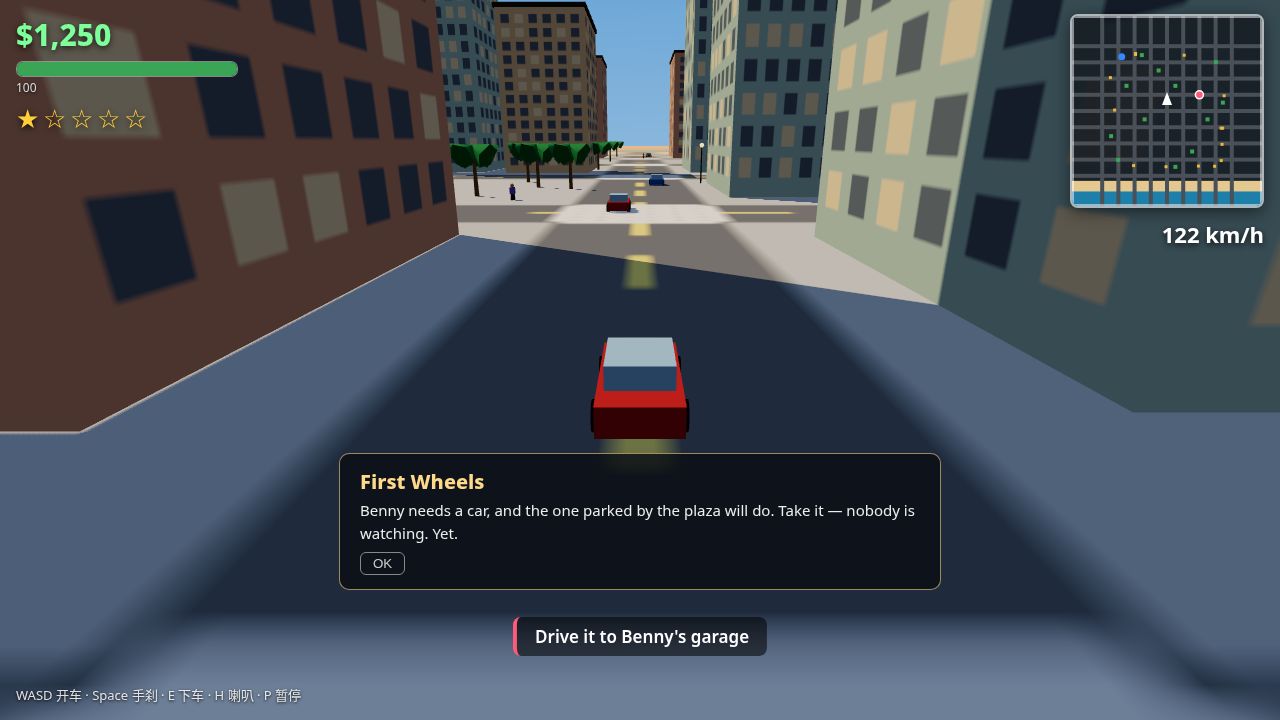 $1,250
100
122 km/h
First Wheels
Benny needs a car, and the one parked by the plaza will do. Take it — nobody is
watching. Yet.
OK
Drive it to Benny's garage
WASD 开车 · Space 手刹 · E 下车 · H 喇叭 · P 暂停